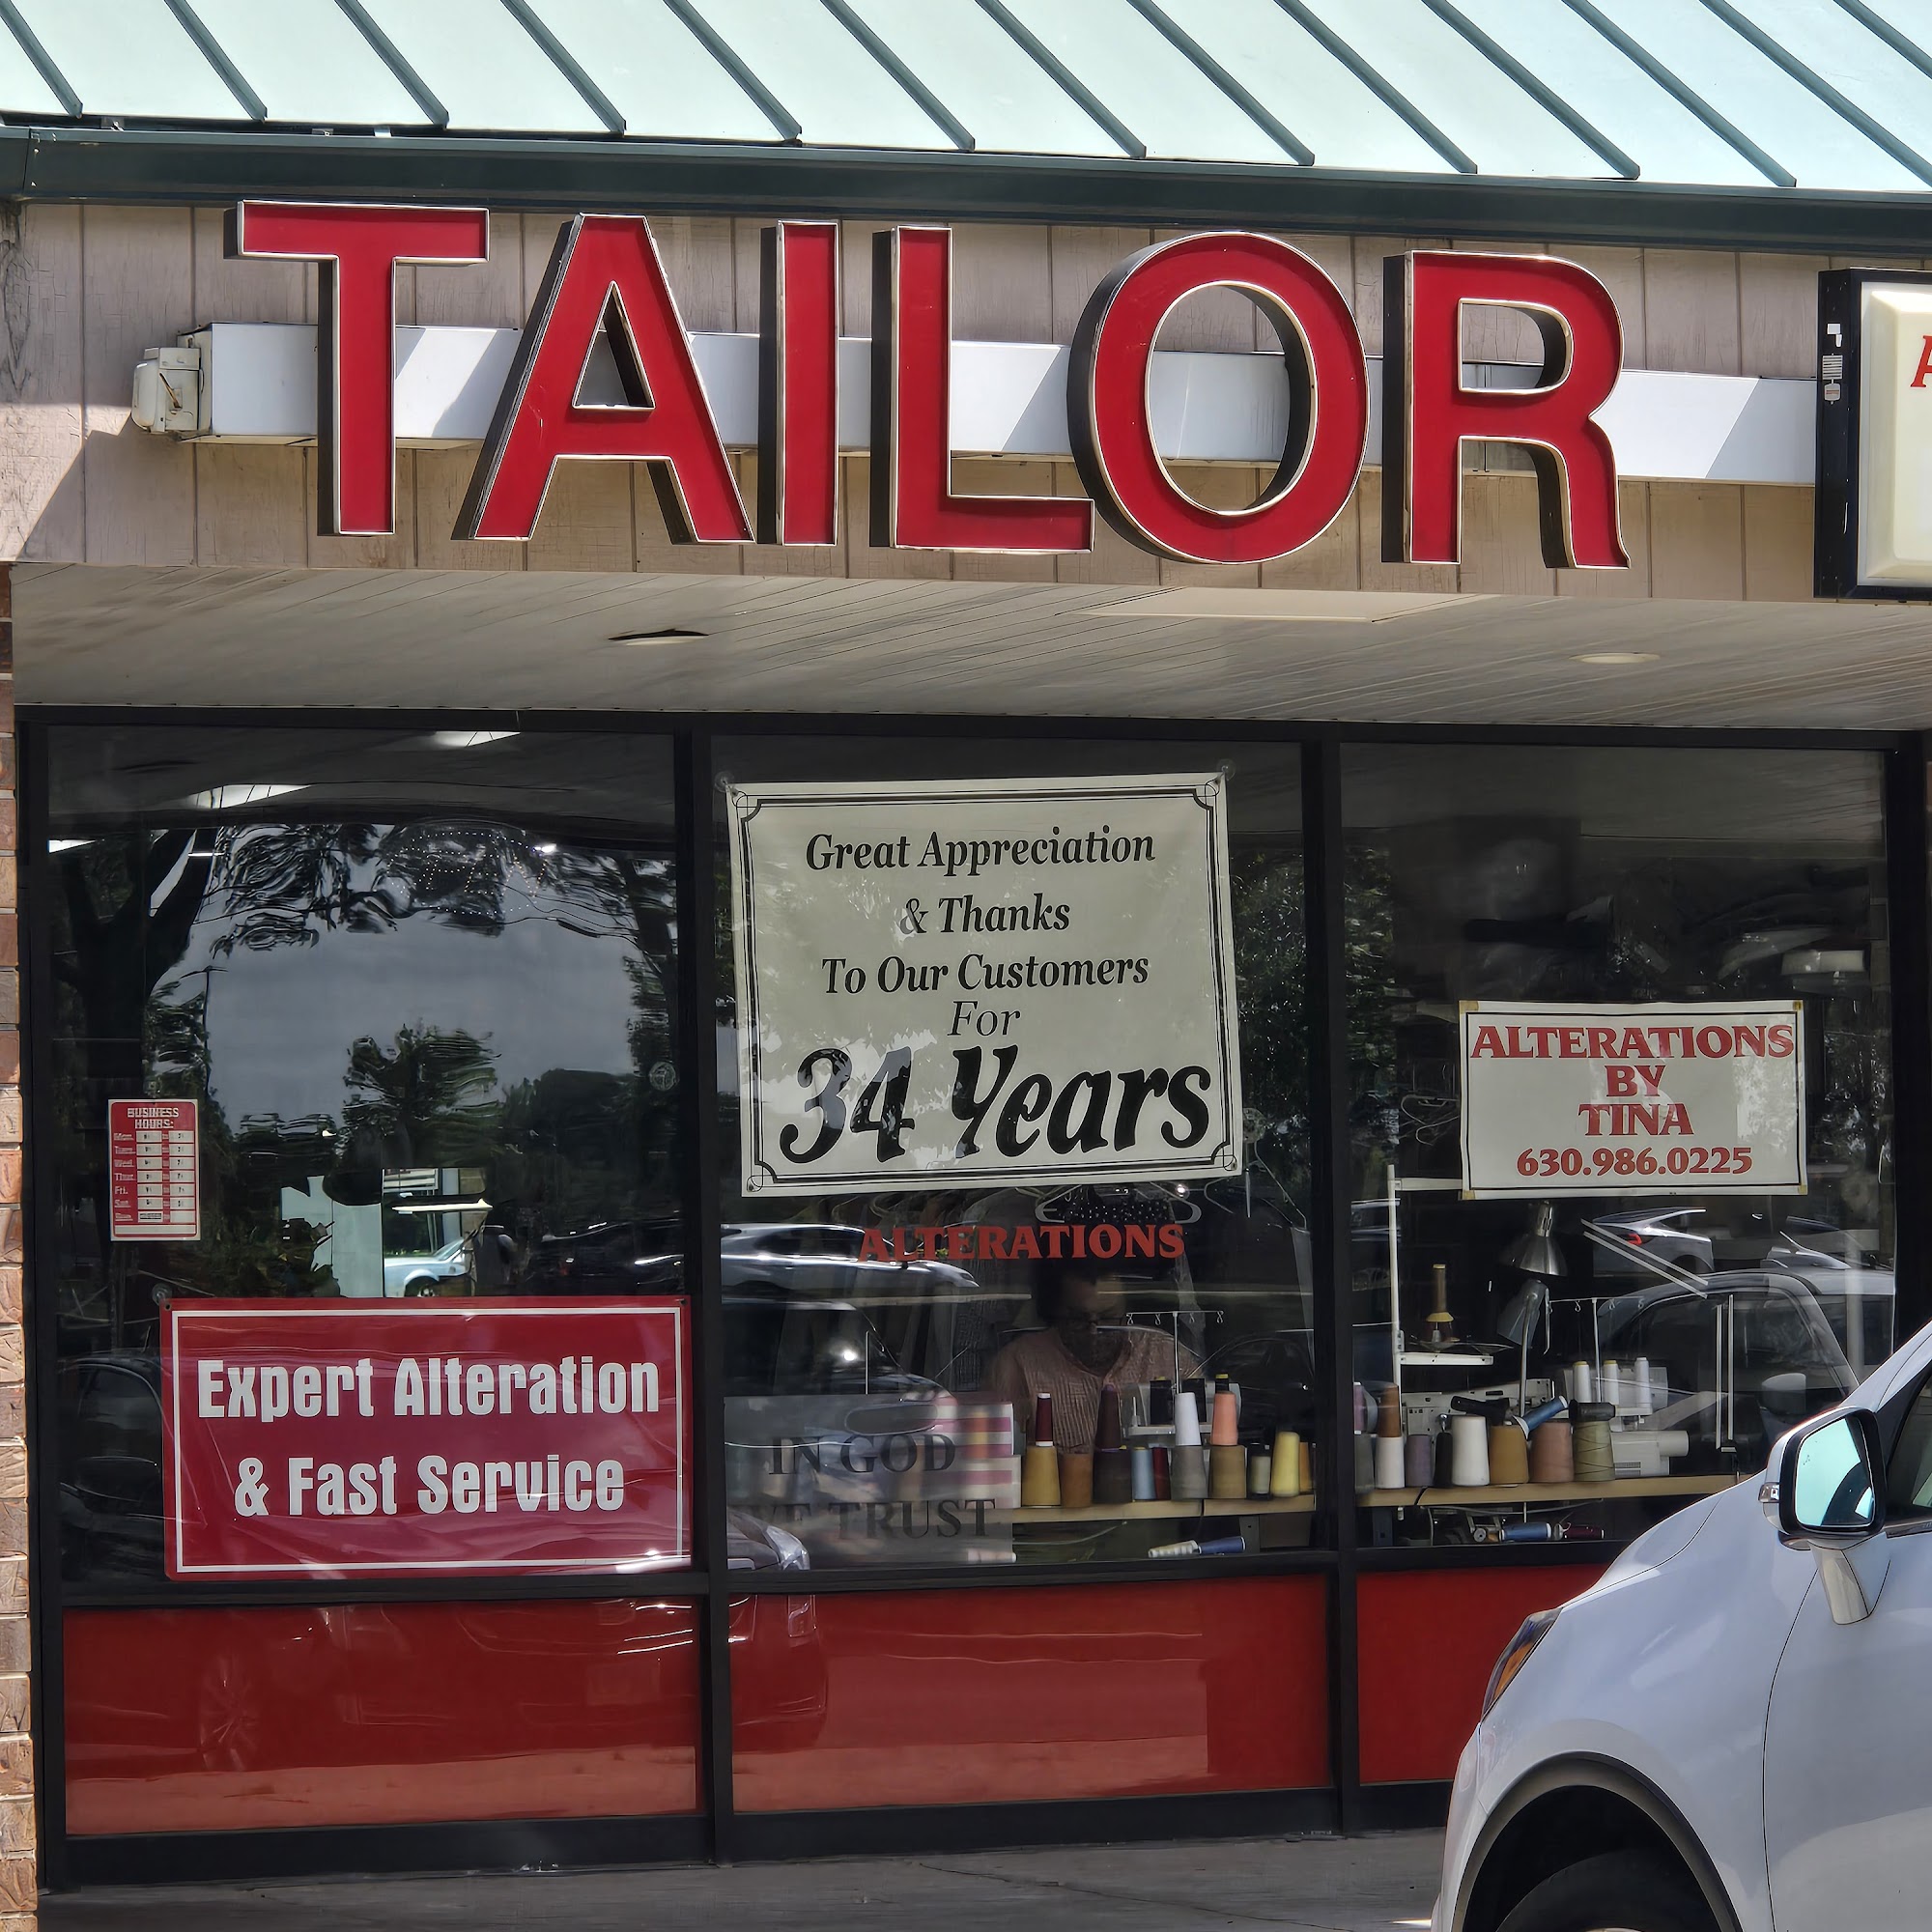 TAILOR
Great Appreciation
& Thanks
To Our Customers
For
34 Years
ALTERATIONS
BY
TINA
630.986.0225
BUSINESS
HOURS:
ALTERATIONS
Expert Alteration
& Fast Service
IN GOD
WE TRUST